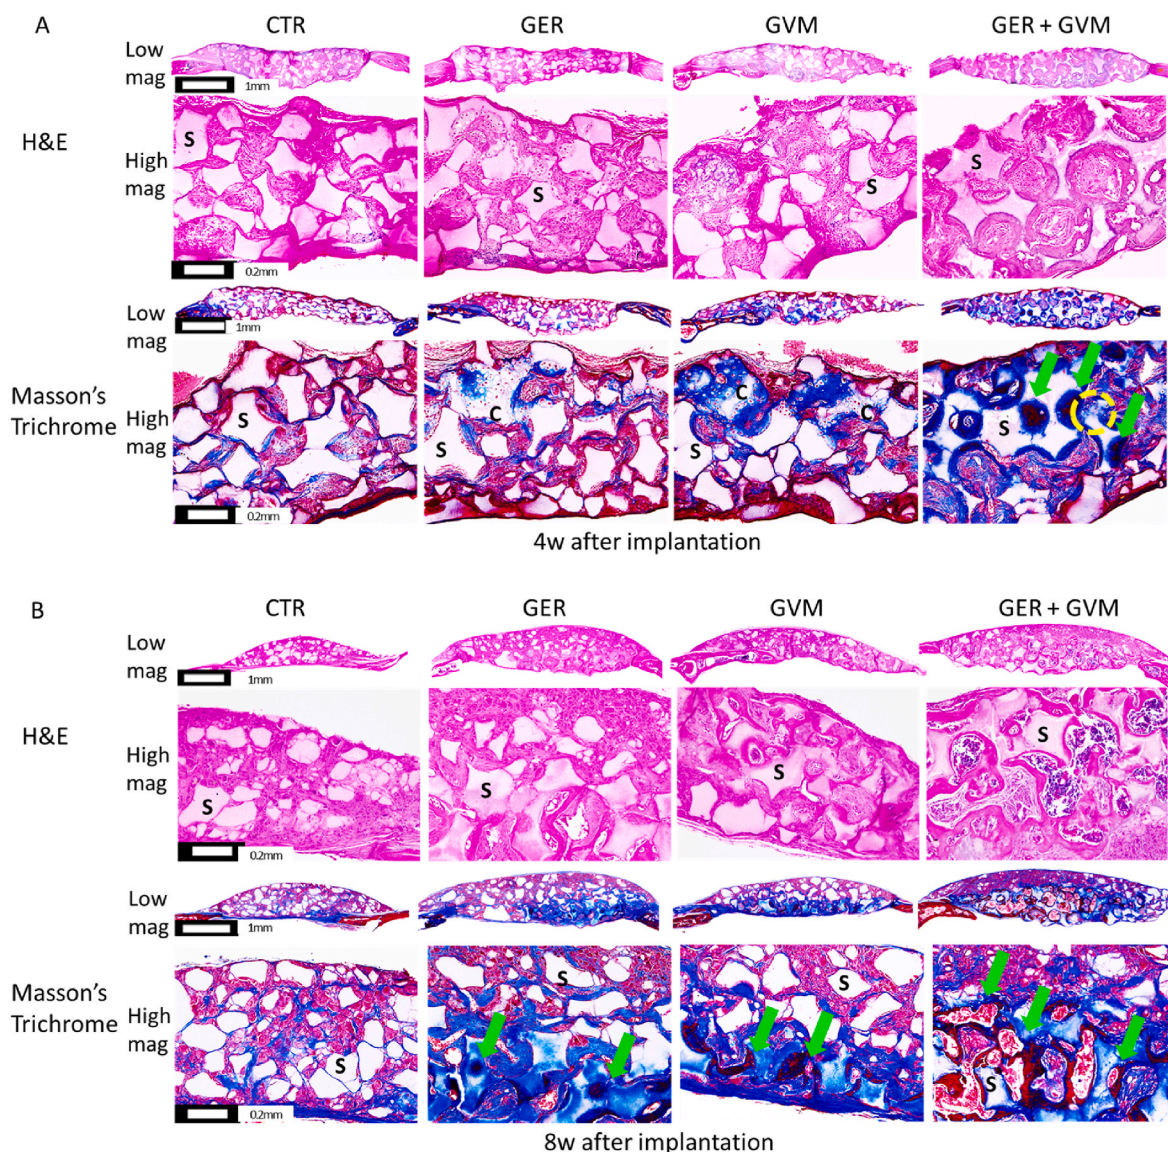 A
CTR GER GVM GER + GVM
Low
mag
1mm
H&E
S S S S
High
mag
0.2mm
Low
mag
1mm
Masson's
Trichrome
High
mag
S S C S C C S
0.2mm
4w after implantation
B
CTR GER GVM GER + GVM
Low
mag
1mm
H&E
S S S S
High
mag
0.2mm
Low
mag
1mm
Masson's
Trichrome
High
mag
S S S S
0.2mm
8w after implantation